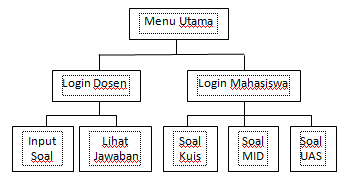 Menu Utama
Login Dosen
Login Mahasiswa
Input
Soal
Lihat
Jawaban
Soal
Kuis
Soal
MID
Soal
UAS